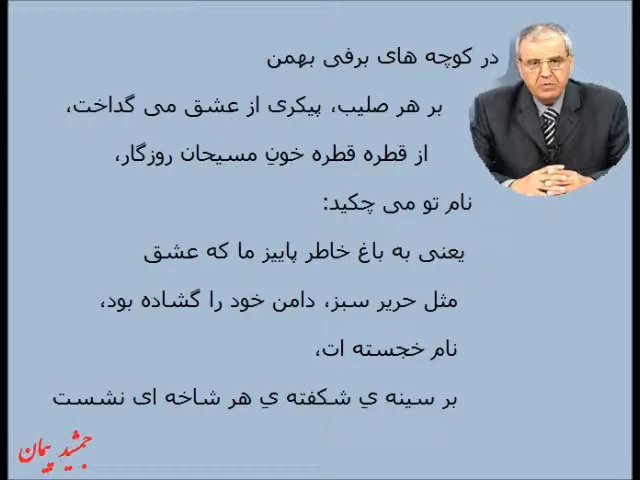 در کوچه های برفی بهمن
بر هر صلیب، پیکری از عشق می گداخت،
از قطره قطره خونِ مسیحان روزگار،
نام تو می چکید:
یعنی به باغ خاطر پاییز ما که عشق
مثل حریر سبز، دامن خود را گشاده بود،
نام خجسته ات،
بر سینه ي شکفته ي هر شاخه ای نشست
جمشید پیمان